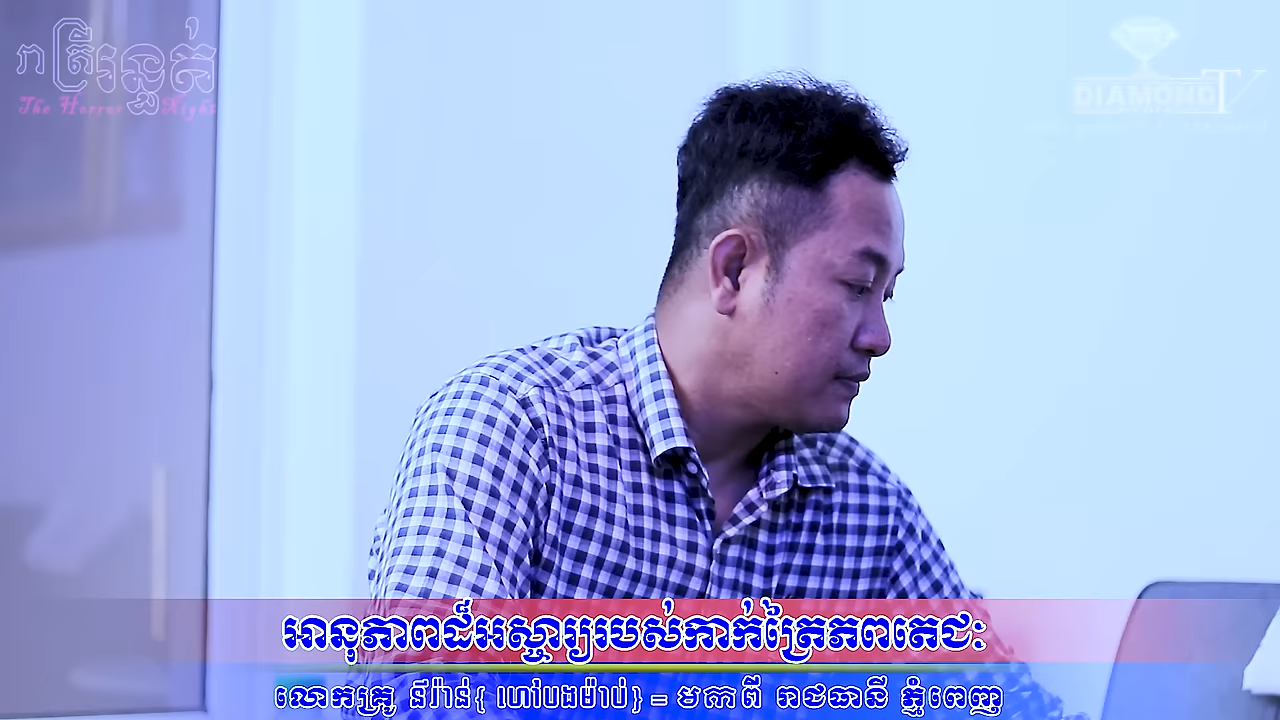 រាត្រីរន្ធត់
The Horror Night
DIAMOND TV
អានុភាពដ៏អស្ចារ្យរបស់កាក់ត្រៃភពតេជះ
លោកគ្រូ នីវ៉ាន់ { ហៅបងប៉ាប់ } = មកពី រាជធានី ភ្នំពេញ